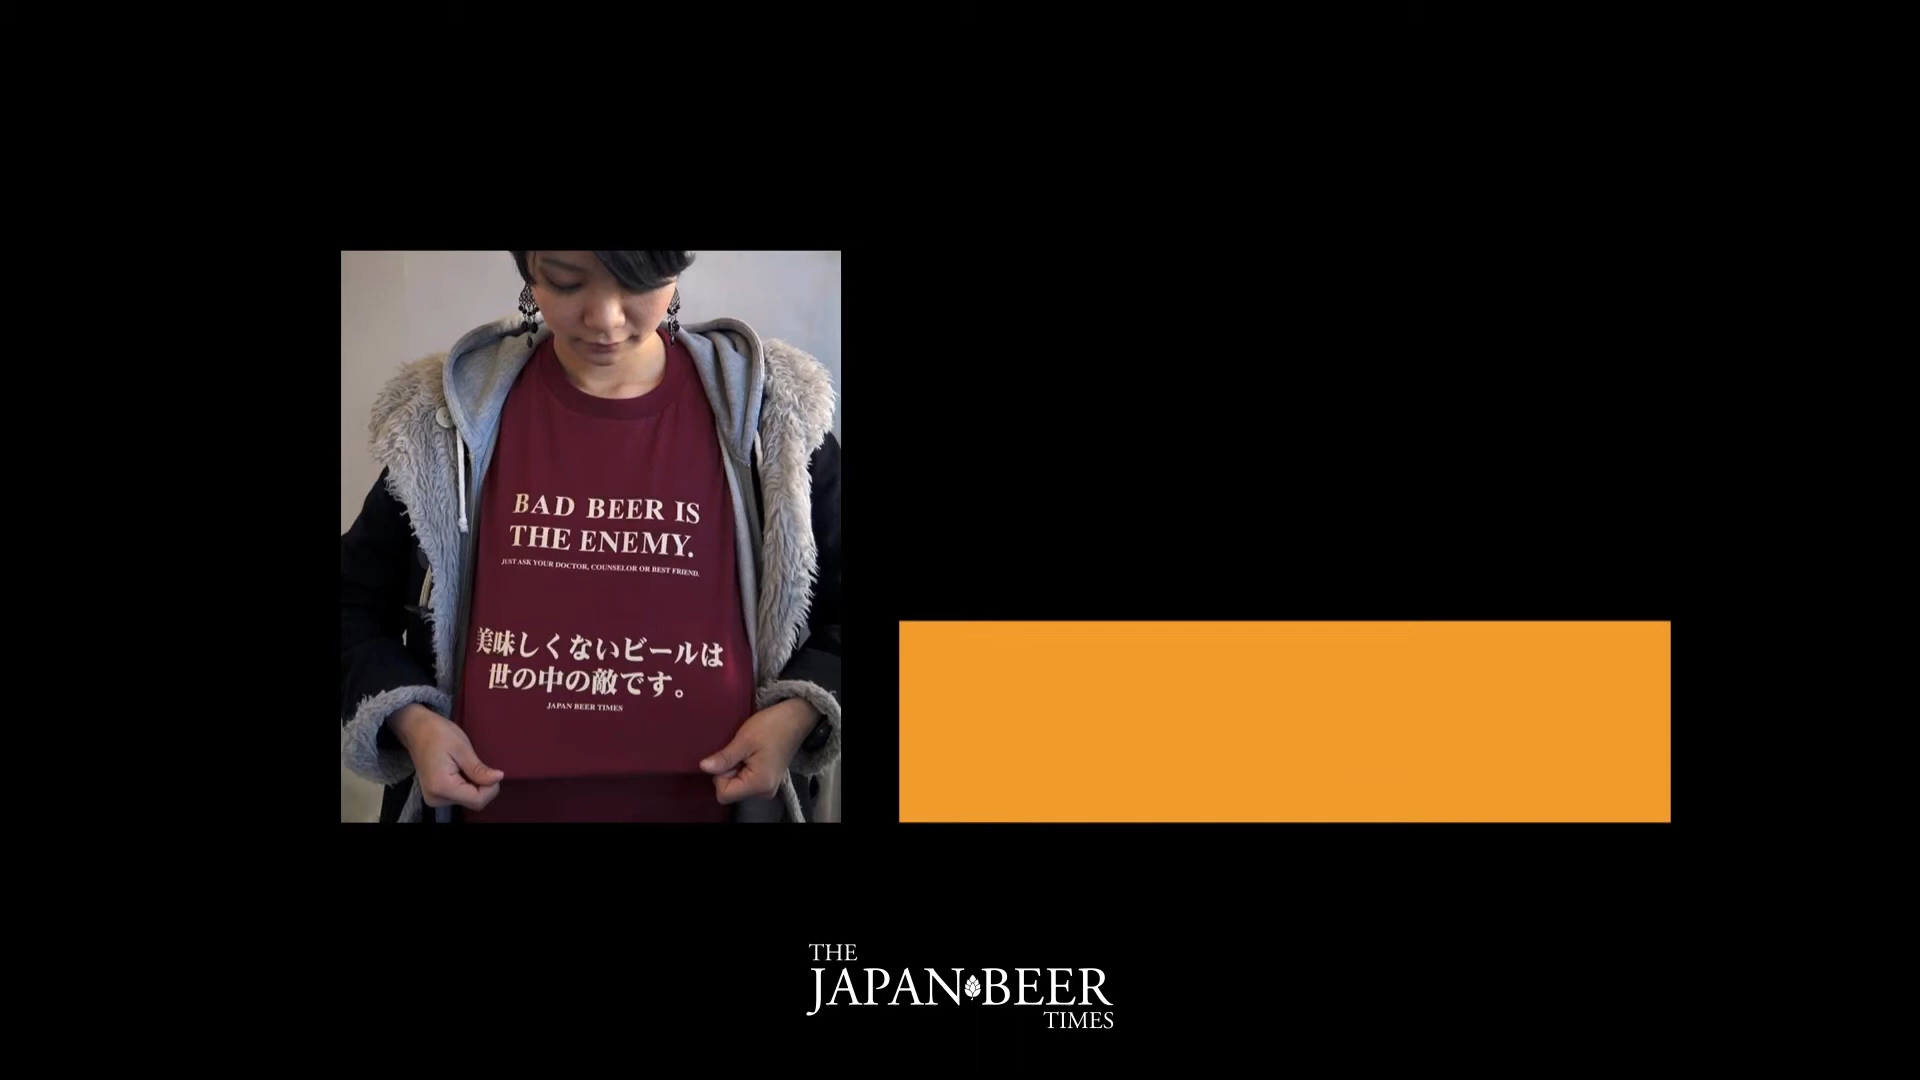 BAD BEER IS
THE ENEMY.
JUST ASK YOUR DOCTOR, COUNSELOR OR BEST FRIEND.
美味しくないビールは
世の中の敵です。
JAPAN BEER TIMES
THE
JAPAN BEER
TIMES